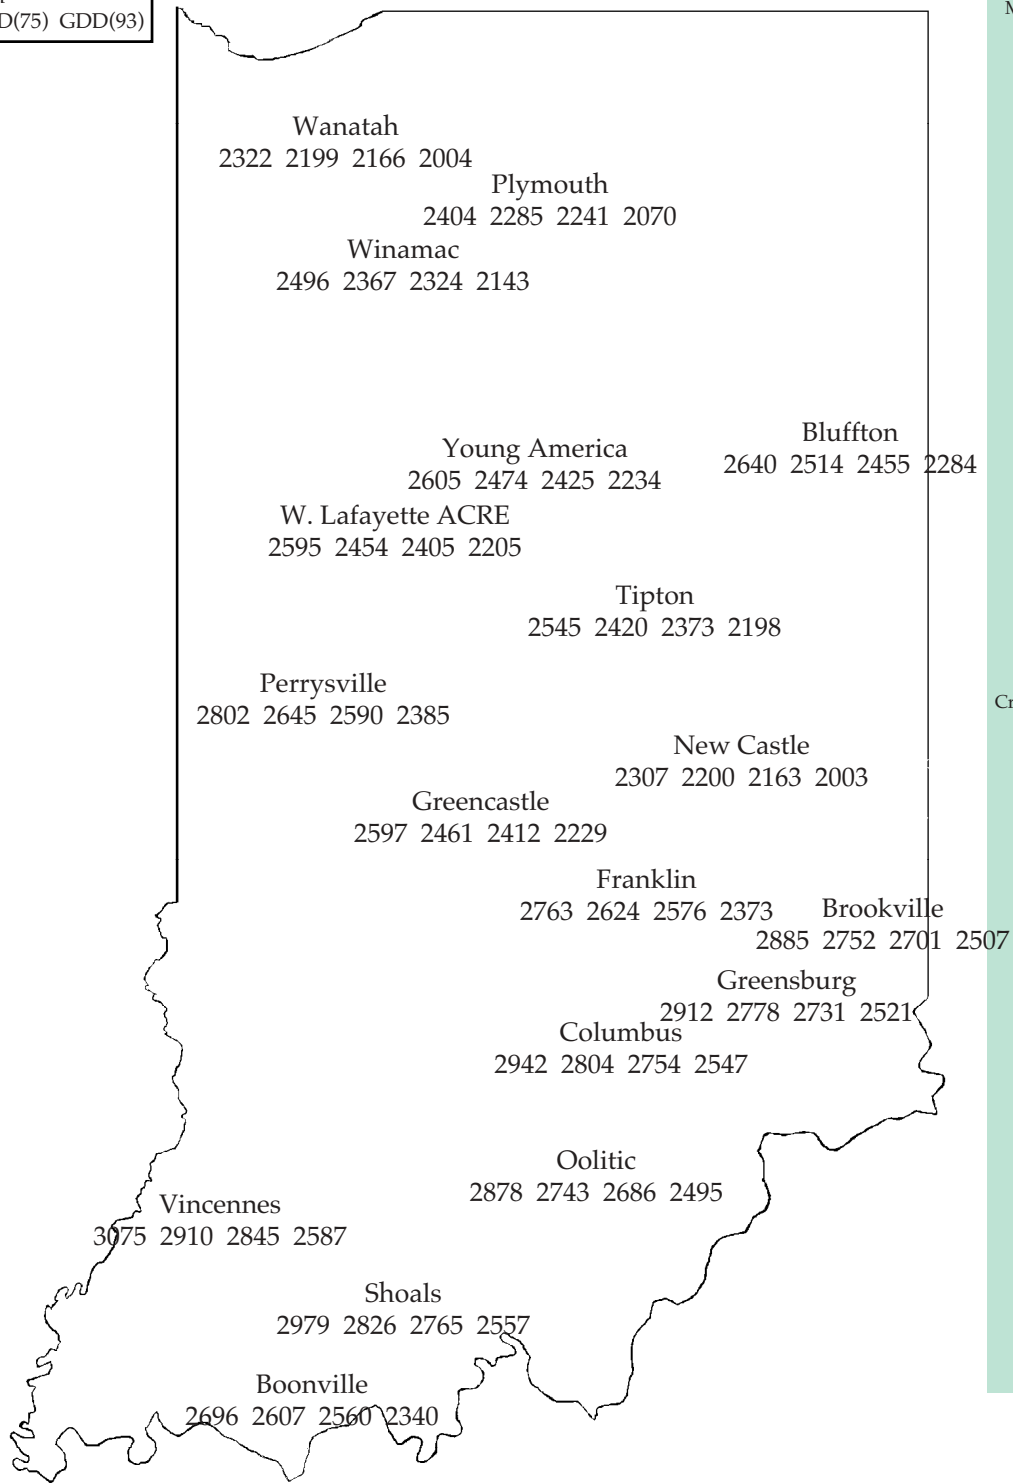 D(75) GDD(93)
M
Wanatah
2322 2199 2166 2004
Plymouth
2404 2285 2241 2070
Winamac
2496 2367 2324 2143
Bluffton
2640 2514 2455 2284
Young America
2605 2474 2425 2234
W. Lafayette ACRE
2595 2454 2405 2205
Tipton
2545 2420 2373 2198
Perrysville
2802 2645 2590 2385
Cr
New Castle
2307 2200 2163 2003
Greencastle
2597 2461 2412 2229
Franklin
2763 2624 2576 2373
Brookville
2885 2752 2701 2507
Greensburg
2912 2778 2731 2521
Columbus
2942 2804 2754 2547
Oolitic
2878 2743 2686 2495
Vincennes
3075 2910 2845 2587
Shoals
2979 2826 2765 2557
Boonville
2696 2607 2560 2340